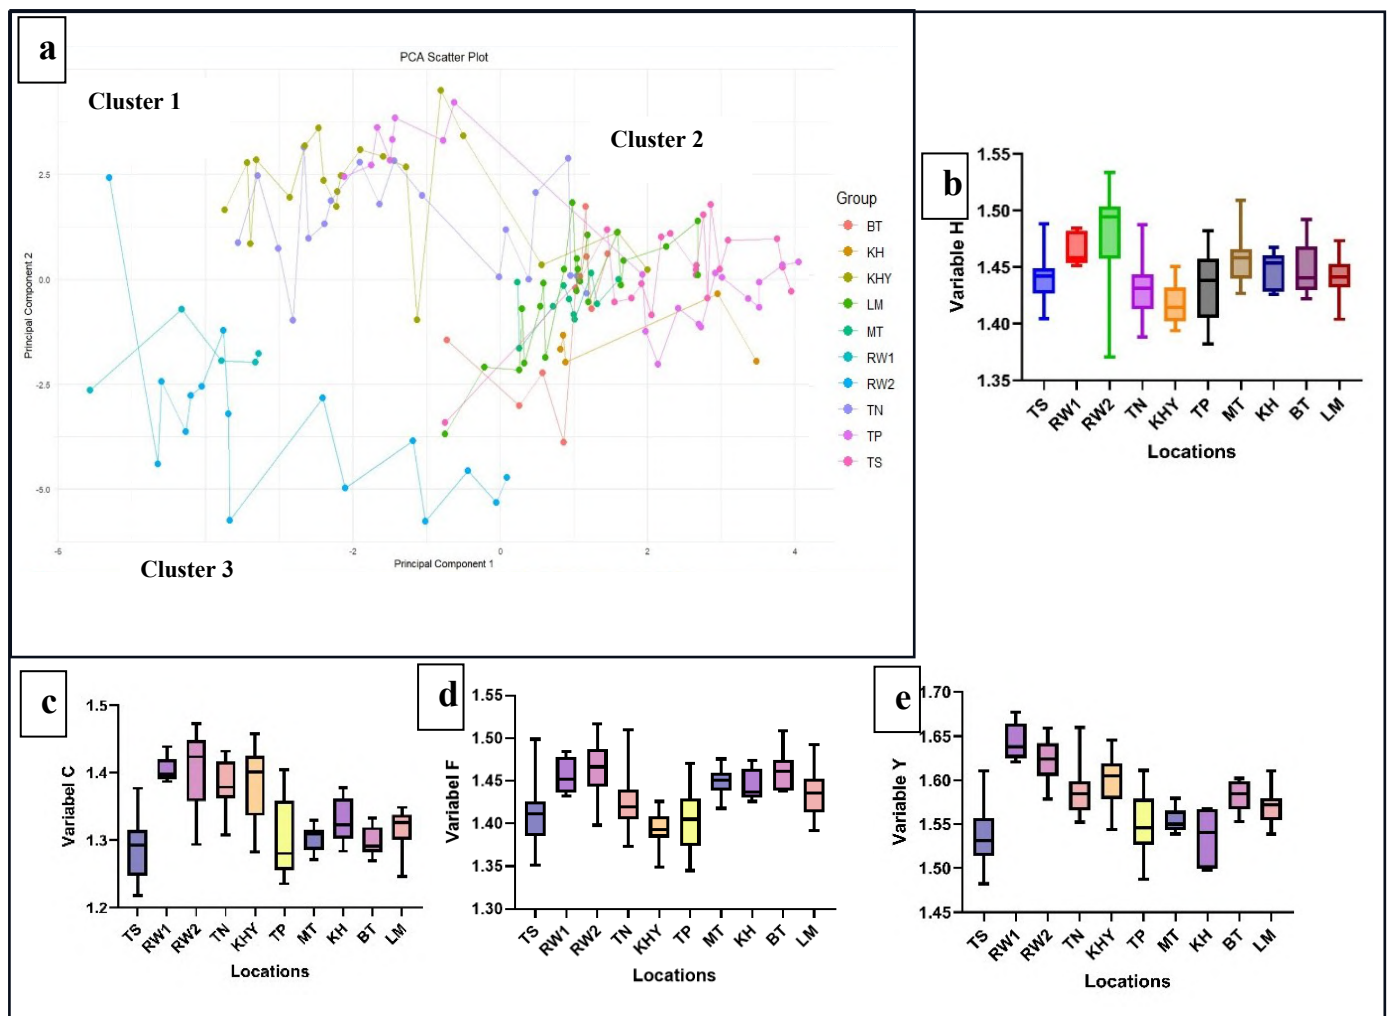 a
PCA Scatter Plot
Cluster 1
Cluster 2
Cluster 3
Principal Component 2
2.5
0.0
-2.5
-5.0
-6
-2
0
2
4
Principal Component 1
Group
BT
KH
KHY
LM
MT
RW1
RW2
TN
TP
TS
b
Variable H
1.55
1.50
1.45
1.40
1.35
TS RW1 RW2 TN KHY TP MT KH BT LM
Locations
c
Variabel C
1.5
1.4
1.3
1.2
TS RW1 RW2 TN KHY TP MT KH BT LM
Locations
d
Variabel F
1.55
1.50
1.45
1.40
1.35
1.30
TS RW1 RW2 TN KHY TP MT KH BT LM
Locations
e
Variable Y
1.70
1.65
1.60
1.55
1.50
1.45
TS RW1 RW2 TN KHY TP MT KH BT LM
Locations